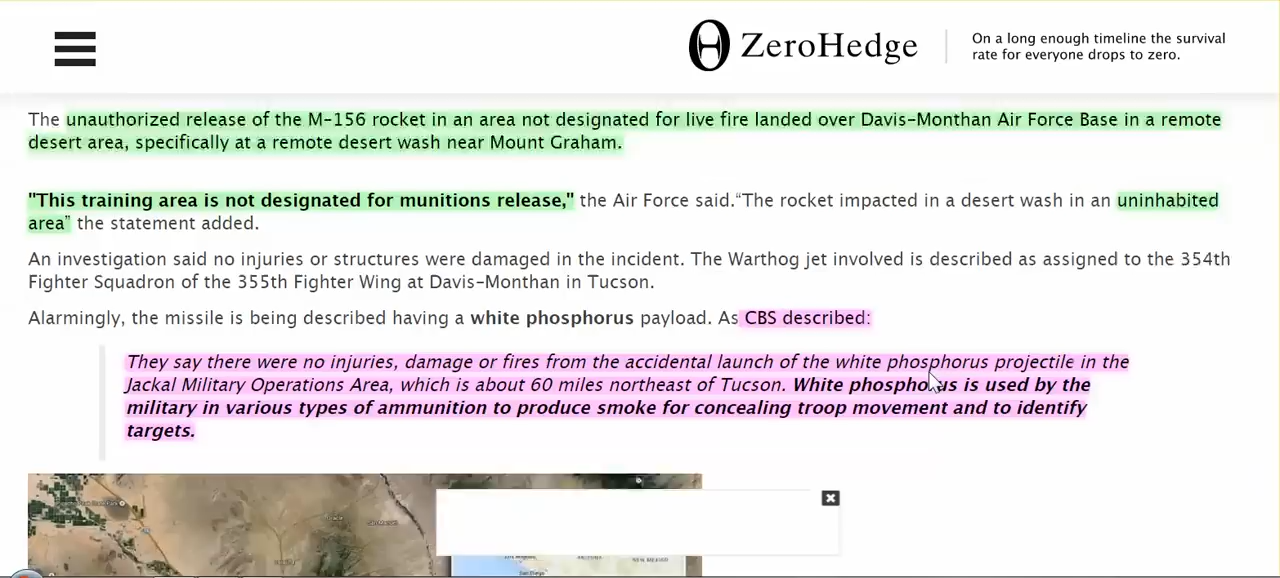 ZeroHedge
On a long enough timeline the survival
rate for everyone drops to zero.
The unauthorized release of the M-156 rocket in an area not designated for live fire landed over Davis-Monthan Air Force Base in a remote
desert area, specifically at a remote desert wash near Mount Graham.
"This training area is not designated for munitions release," the Air Force said.“The rocket impacted in a desert wash in an uninhabited
area” the statement added.
An investigation said no injuries or structures were damaged in the incident. The Warthog jet involved is described as assigned to the 354th
Fighter Squadron of the 355th Fighter Wing at Davis-Monthan in Tucson.
Alarmingly, the missile is being described having a white phosphorus payload. As CBS described:
They say there were no injuries, damage or fires from the accidental launch of the white phosphorus projectile in the
Jackal Military Operations Area, which is about 60 miles northeast of Tucson. White phosphorus is used by the
military in various types of ammunition to produce smoke for concealing troop movement and to identify
targets.
NEW MEXICO
San Diego